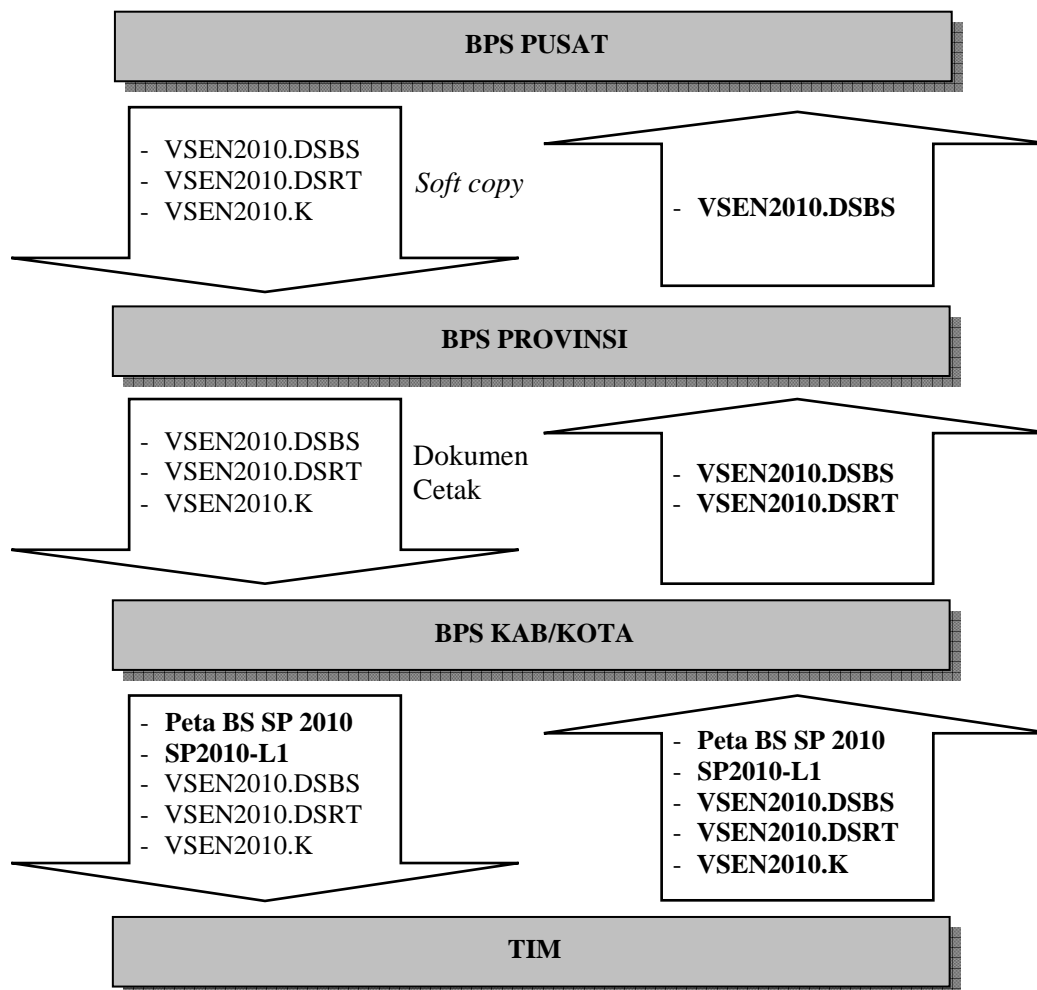 BPS PUSAT
- VSEN2010.DSBS
- VSEN2010.DSRT
- VSEN2010.K
Soft copy
- VSEN2010.DSBS
BPS PROVINSI
- VSEN2010.DSBS
- VSEN2010.DSRT
- VSEN2010.K
Dokumen
Cetak
- VSEN2010.DSBS
- VSEN2010.DSRT
BPS KAB/KOTA
- Peta BS SP 2010
- SP2010-L1
- VSEN2010.DSBS
- VSEN2010.DSRT
- VSEN2010.K
- Peta BS SP 2010
- SP2010-L1
- VSEN2010.DSBS
- VSEN2010.DSRT
- VSEN2010.K
TIM